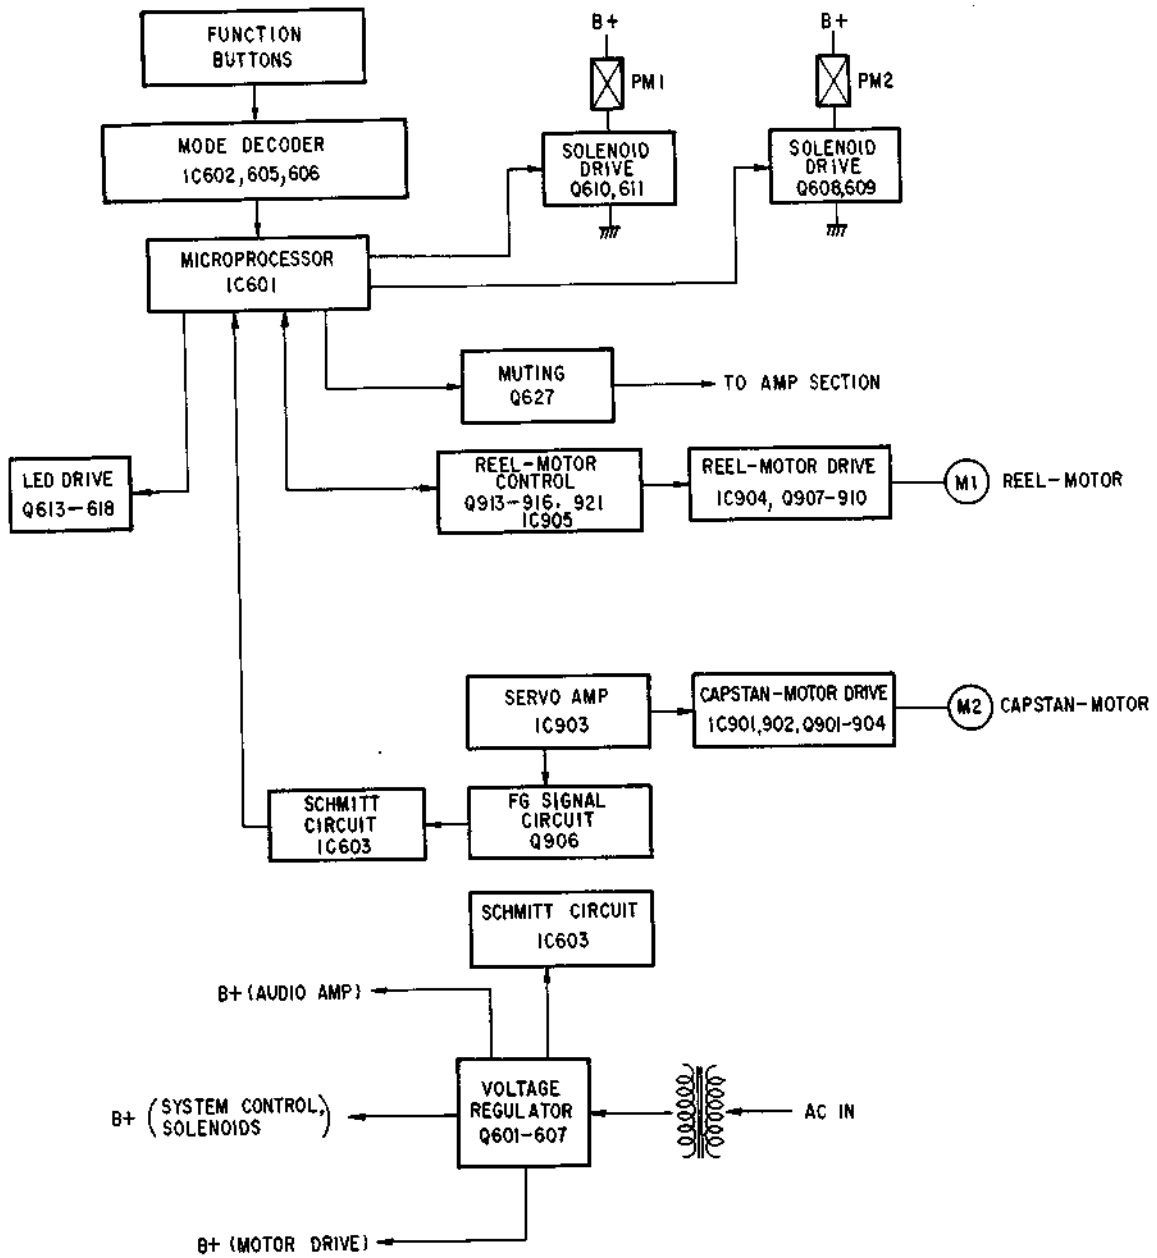 FUNCTION
BUTTONS
B+
B+
PM1
PM2
MODE DECODER
IC602,605,606
SOLENOID
DRIVE
Q610,611
SOLENOID
DRIVE
Q608,609
MICROPROCESSOR
IC601
MUTING
Q627
TO AMP SECTION
LED DRIVE
Q613-618
REEL-MOTOR
CONTROL
Q913-916, 921
IC905
REEL-MOTOR DRIVE
IC904, Q907-910
M1
REEL-MOTOR
SERVO AMP
IC903
CAPSTAN-MOTOR DRIVE
IC901,902,Q901-904
M2
CAPSTAN-MOTOR
SCHMITT
CIRCUIT
IC603
FG SIGNAL
CIRCUIT
Q906
SCHMITT CIRCUIT
IC603
B+ (AUDIO AMP)
B+ (SYSTEM CONTROL,
SOLENOIDS)
VOLTAGE
REGULATOR
Q601-607
AC IN
B+ (MOTOR DRIVE)